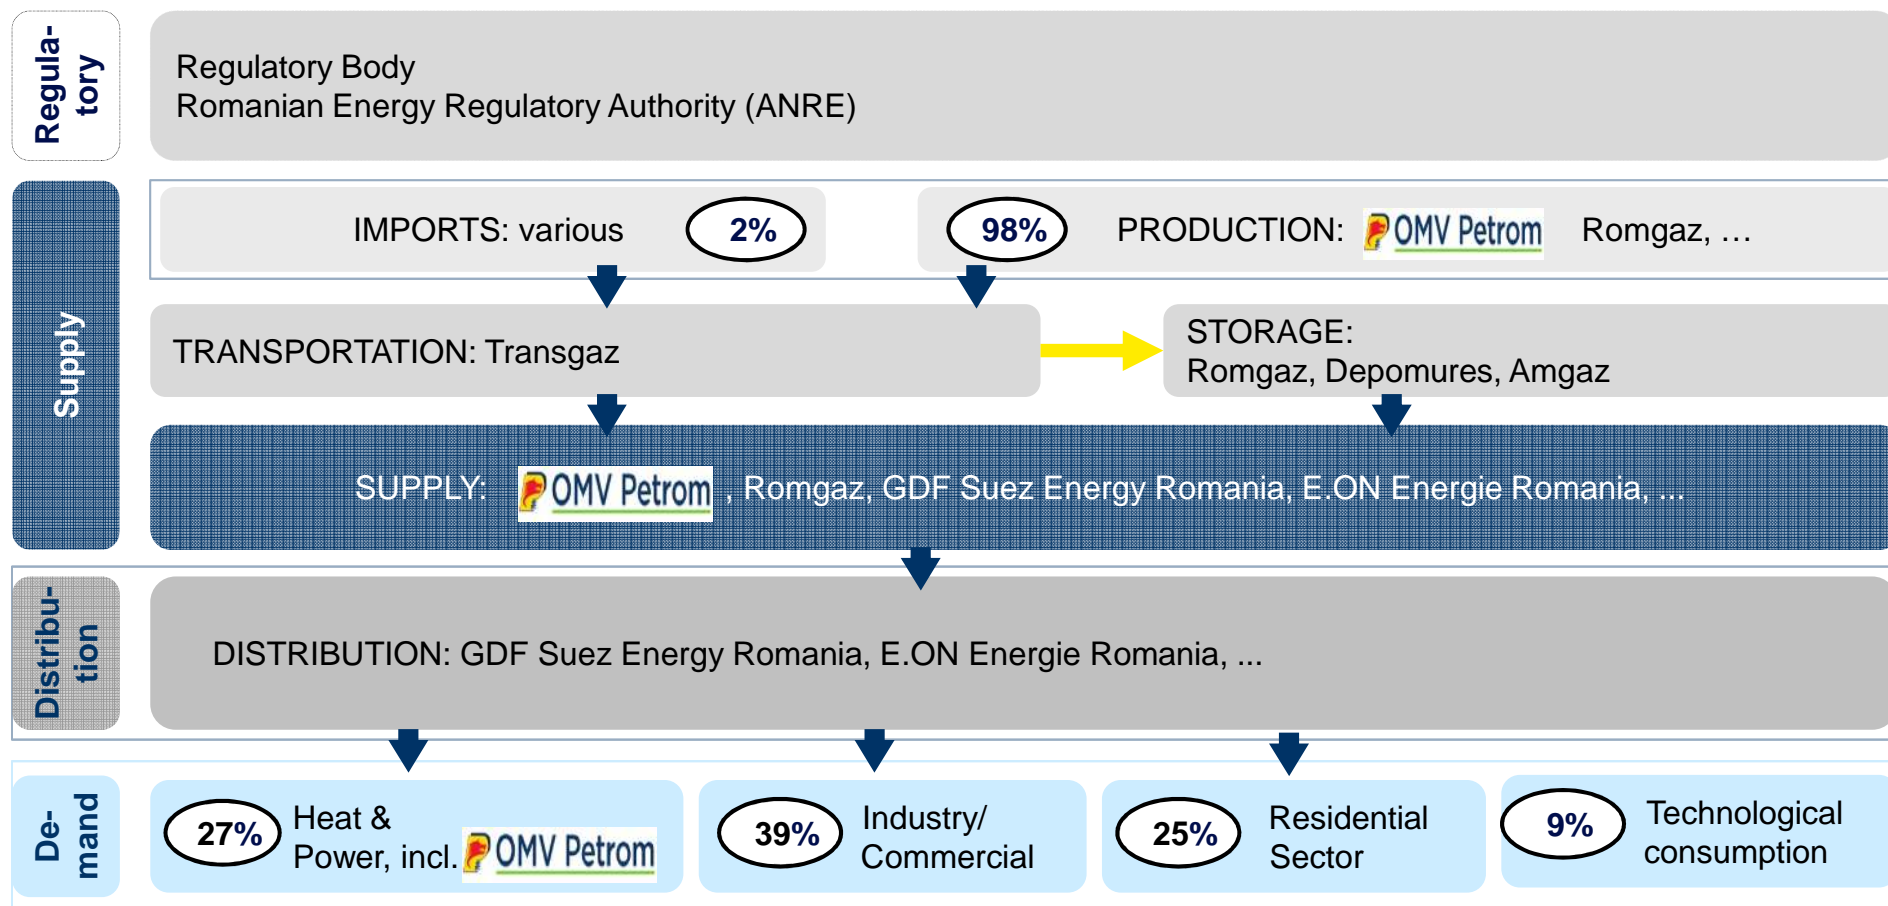 Regula-
tory
Regulatory Body
Romanian Energy Regulatory Authority (ANRE)
Supply
IMPORTS: various 2%
98% PRODUCTION: OMV Petrom Romgaz, …
TRANSPORTATION: Transgaz
STORAGE:
Romgaz, Depomures, Amgaz
SUPPLY: OMV Petrom , Romgaz, GDF Suez Energy Romania, E.ON Energie Romania, ...
Distribu-
tion
DISTRIBUTION: GDF Suez Energy Romania, E.ON Energie Romania, ...
De-
mand
27% Heat &
Power, incl. OMV Petrom
39% Industry/
Commercial
25% Residential
Sector
9% Technological
consumption